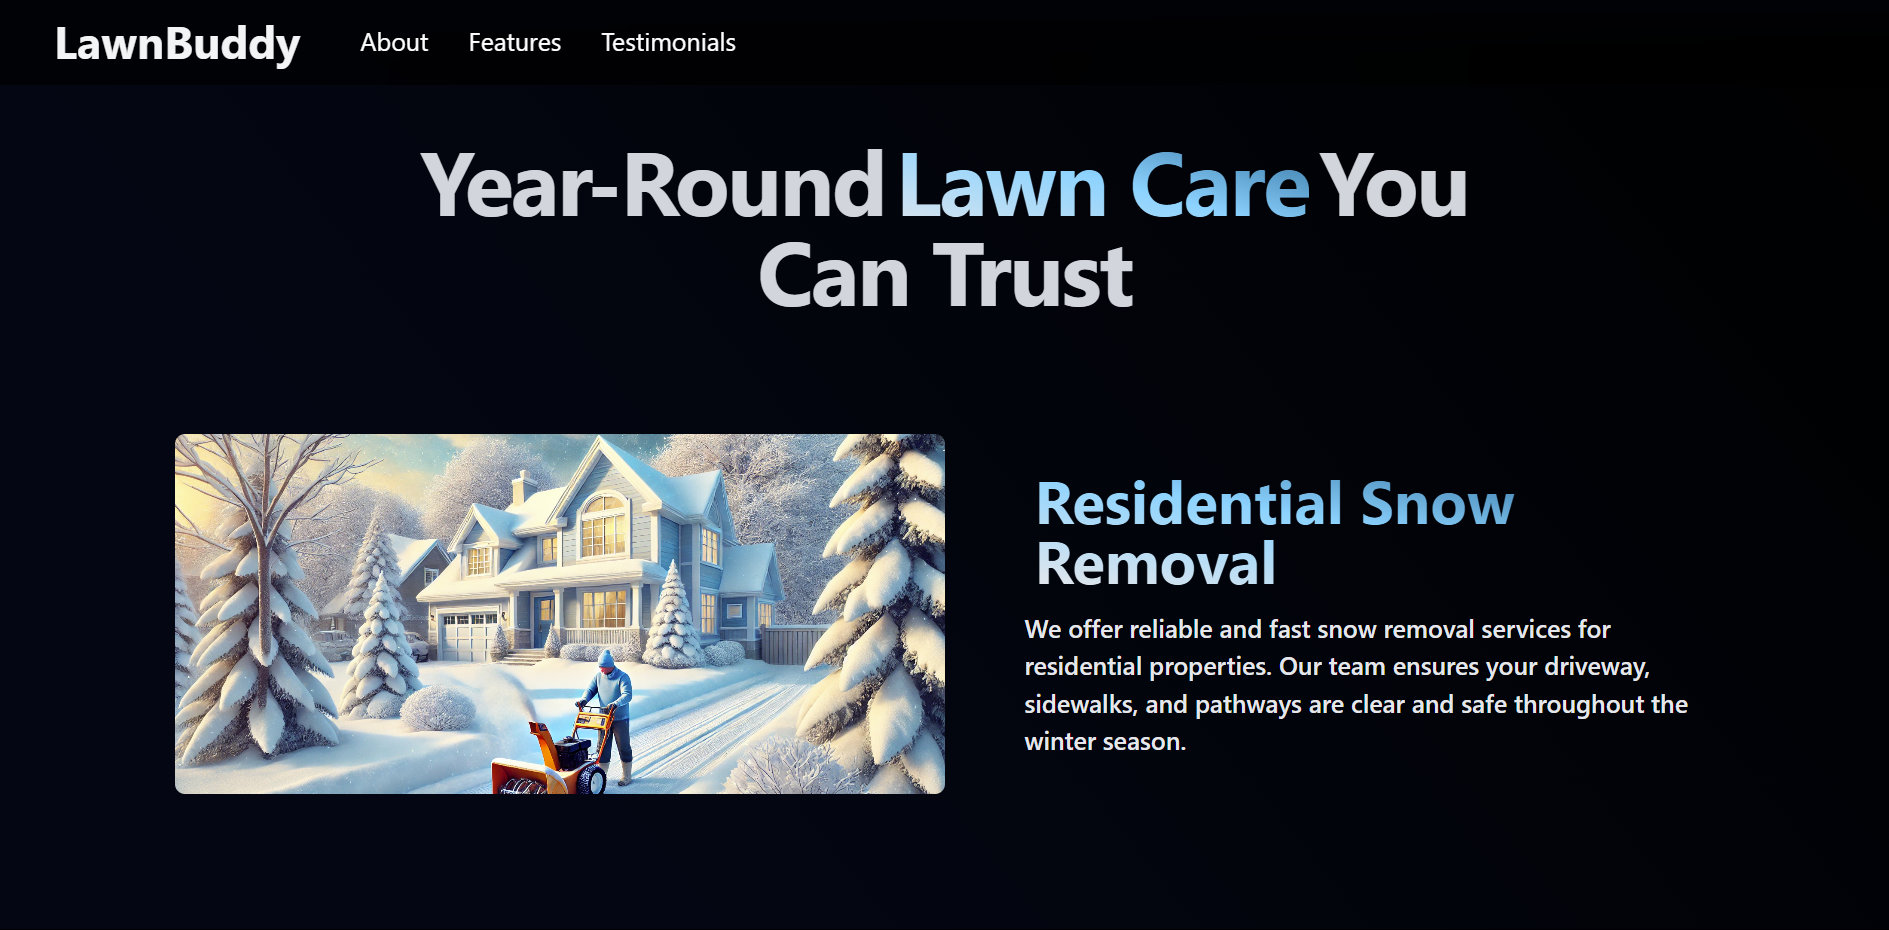 LawnBuddy About Features Testimonials
Year-Round Lawn Care You
Can Trust
Residential Snow
Removal
We offer reliable and fast snow removal services for
residential properties. Our team ensures your driveway,
sidewalks, and pathways are clear and safe throughout the
winter season.